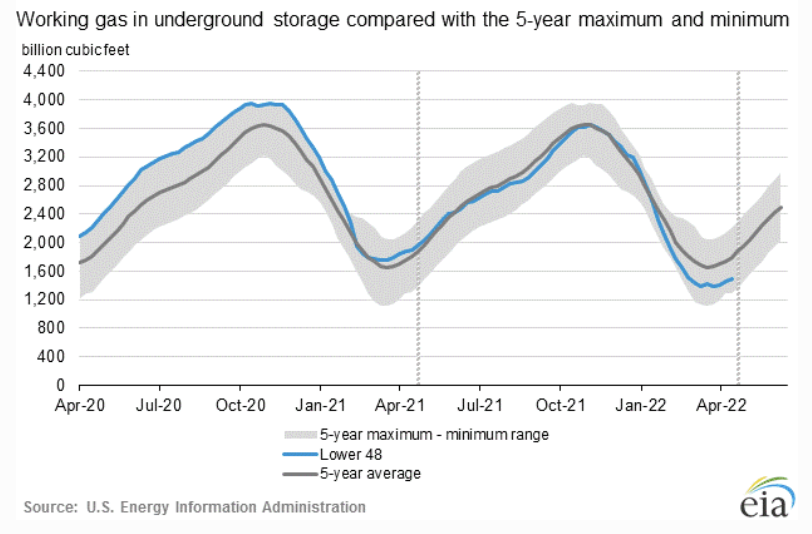 Working gas in underground storage compared with the 5-year maximum and minimum
billion cubic feet
4,400
4,000
3,600
3,200
2,800
2,400
2,000
1,600
1,200
800
400
0
Apr-20 Jul-20 Oct-20 Jan-21 Apr-21 Jul-21 Oct-21 Jan-22 Apr-22
5-year maximum - minimum range
Lower 48
5-year average
Source: U.S. Energy Information Administration
eia